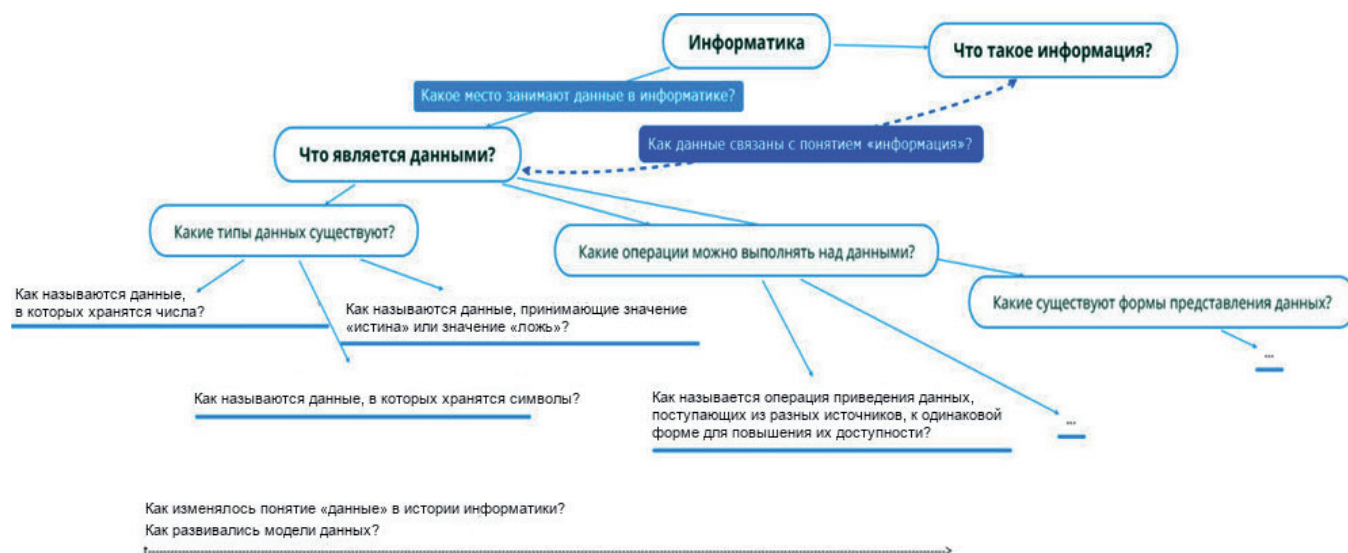 Информатика
Что такое информация?
Какое место занимают данные в информатике?
Как данные связаны с понятием «информация»?
Что является данными?
Какие типы данных существуют?
Какие операции можно выполнять над данными?
Какие существуют формы представления данных?
Как называются данные,
в которых хранятся числа?
Как называются данные, принимающие значение
«истина» или значение «ложь»?
...
Как называются данные, в которых хранятся символы?
Как называется операция приведения данных,
поступающих из разных источников, к одинаковой
форме для повышения их доступности?
...
Как изменялось понятие «данные» в истории информатики?
Как развивались модели данных?